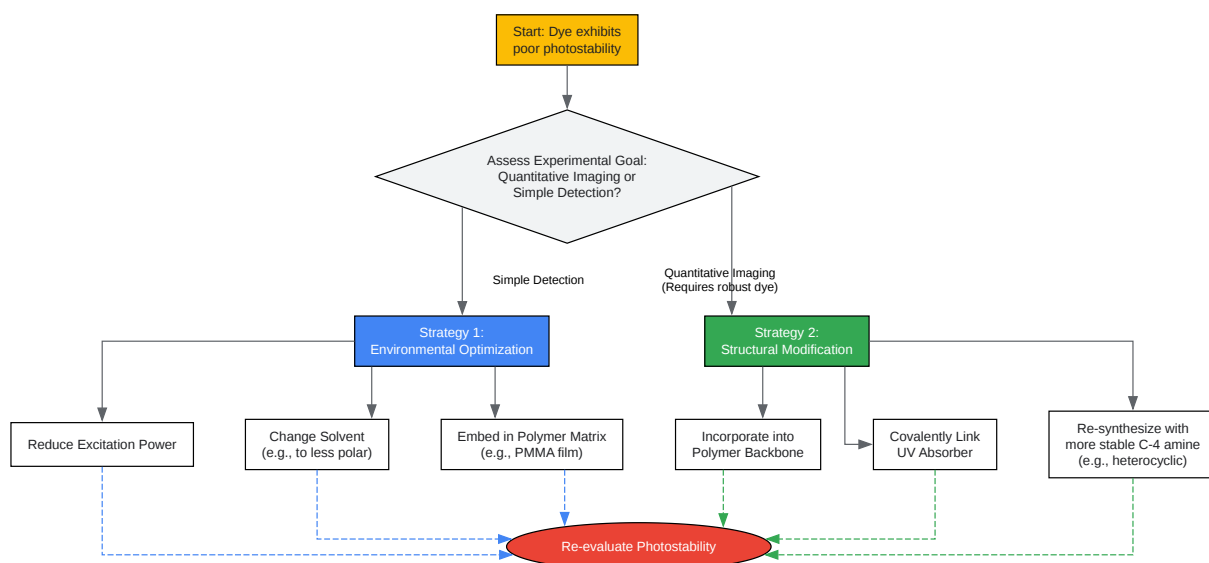 Start: Dye exhibits
poor photostability
Assess Experimental Goal:
Quantitative Imaging or
Simple Detection?
Simple Detection
Quantitative Imaging
(Requires robust dye)
Strategy 1:
Environmental Optimization
Strategy 2:
Structural Modification
Reduce Excitation Power
Change Solvent
(e.g., to less polar)
Embed in Polymer Matrix
(e.g., PMMA film)
Incorporate into
Polymer Backbone
Covalently Link
UV Absorber
Re-synthesize with
more stable C-4 amine
(e.g., heterocyclic)
Re-evaluate Photostability